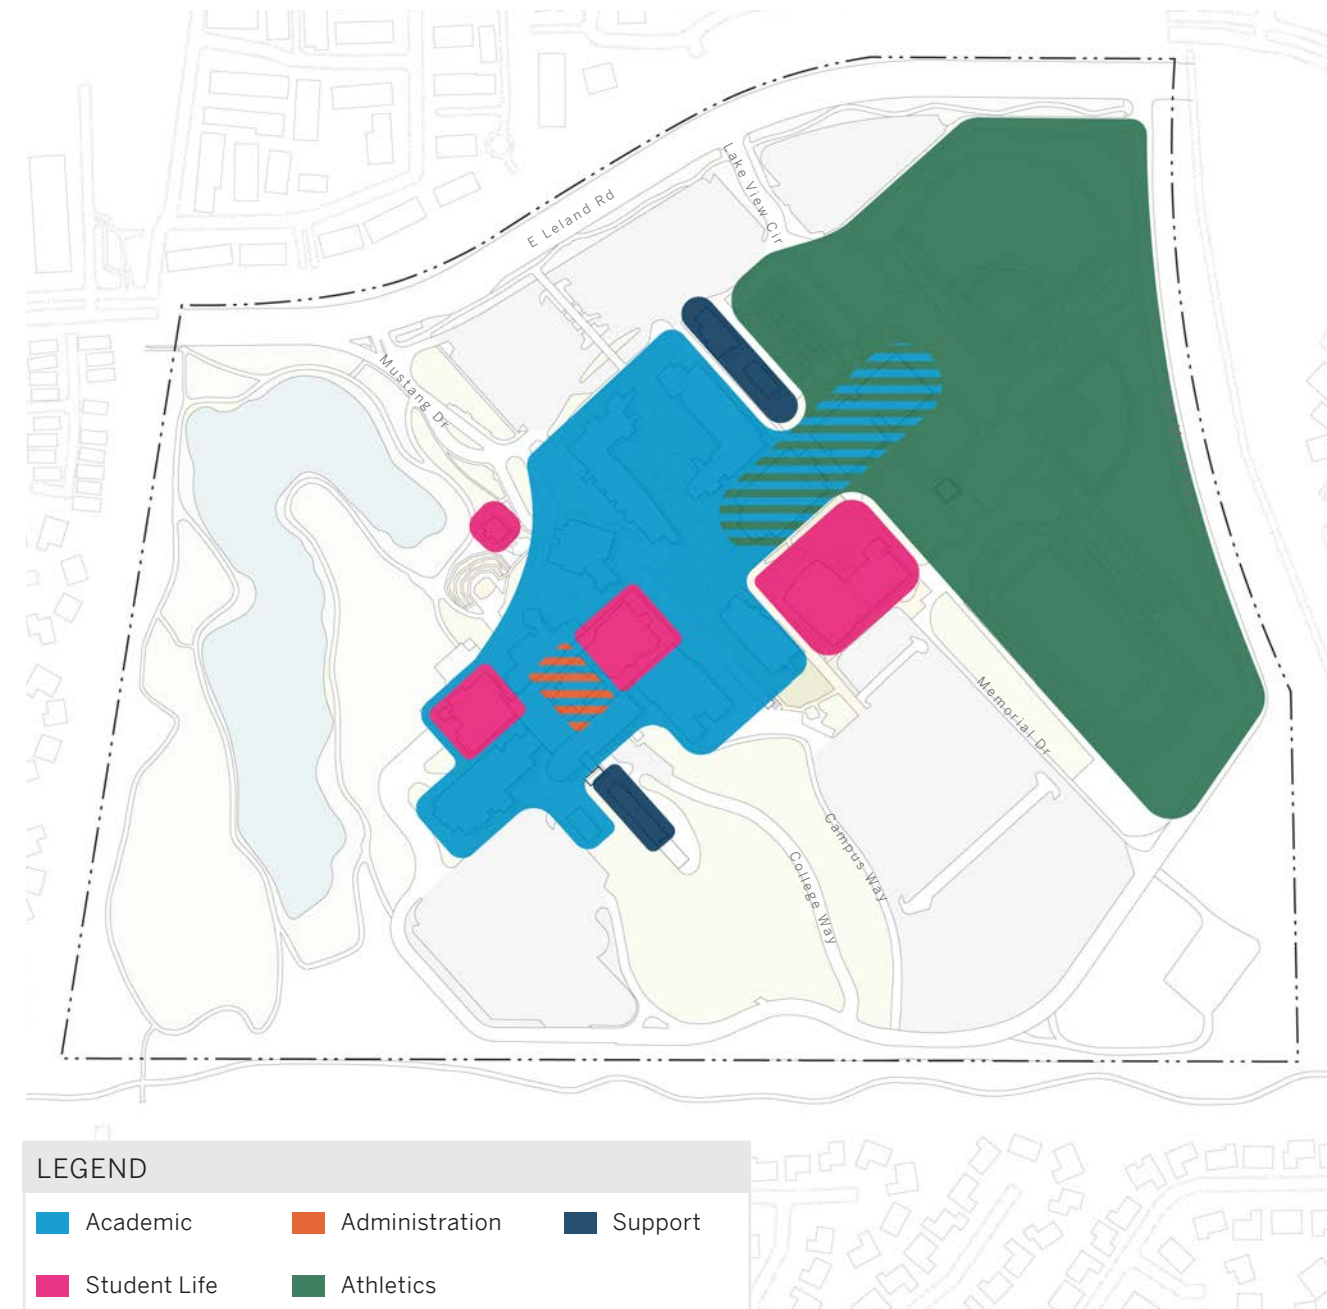 E Leland Rd
Lake View Cir
Mustang Dr
Memorial Dr
Campus Way
College Way
LEGEND
Academic
Administration
Support
Student Life
Athletics